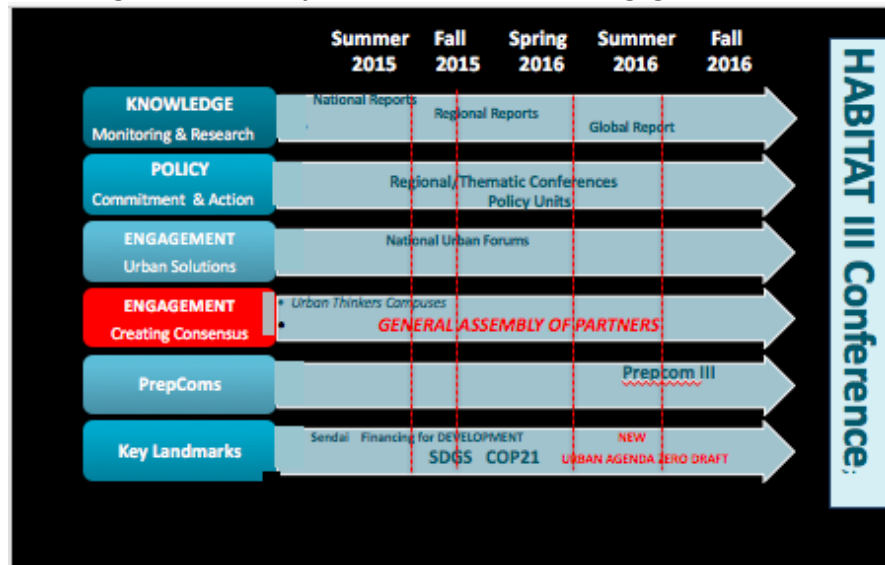 Summer Fall Spring Summer Fall
2015 2015 2016 2016 2016
KNOWLEDGE
Monitoring & Research
National Reports
Regional Reports
Global Report
POLICY
Commitment & Action
Regional/Thematic Conferences
Policy Units
ENGAGEMENT
Urban Solutions
National Urban Forums
ENGAGEMENT
Creating Consensus
• Urban Thinkers Campuses
• GENERAL ASSEMBLY OF PARTNERS
PrepComs
Prepcom III
Key Landmarks
Sendai Financing for DEVELOPMENT
SDGS COP21
NEW
URBAN AGENDA ZERO DRAFT
HABITAT III Conference